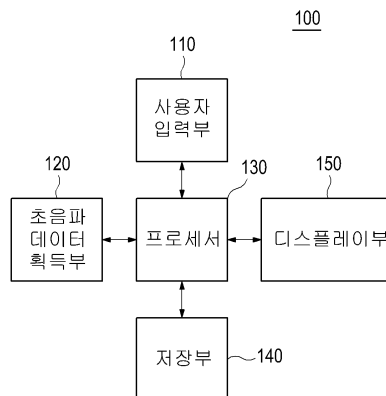 100
110
사용자
입력부
120
초음파
데이터
획득부
130
프로세서
150
디스플레이부
저장부
140